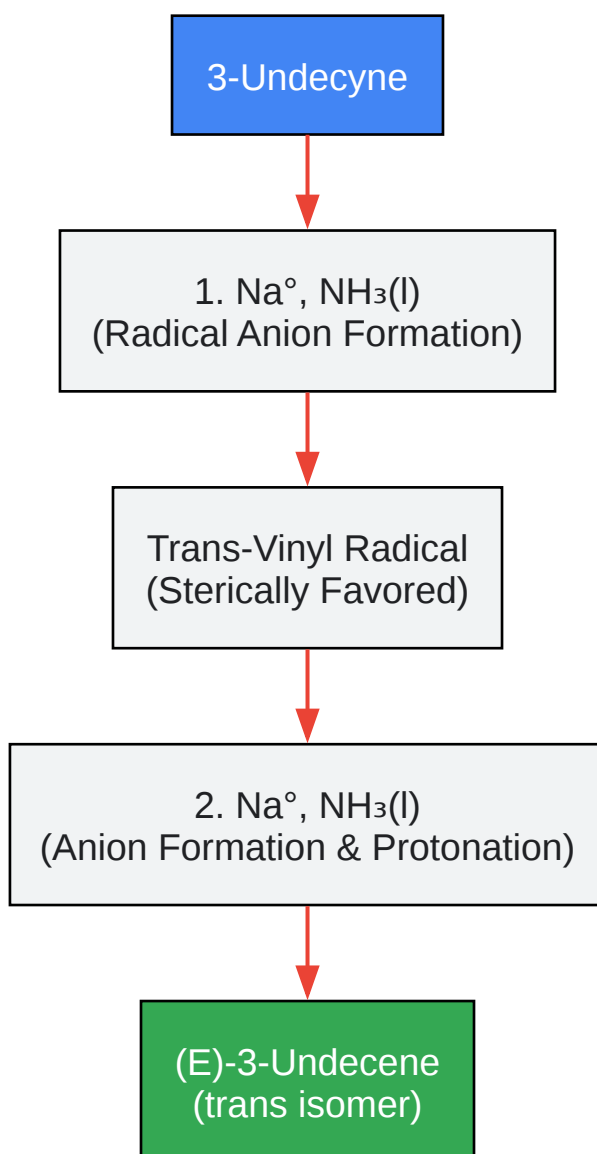 3-Undecyne
1. Na°, NH₃(l)
(Radical Anion Formation)
Trans-Vinyl Radical
(Sterically Favored)
2. Na°, NH₃(l)
(Anion Formation & Protonation)
(E)-3-Undecene
(trans isomer)